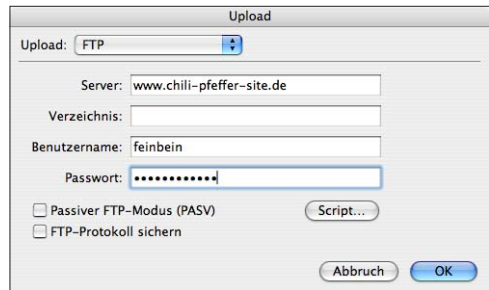 Upload
Upload: FTP
Server: www.chili-pfeffer-site.de
Verzeichnis:
Benutzername: feinbein
Passwort: ••••••••••••
Passiver FTP-Modus (PASV) Script...
FTP-Protokoll sichern
Abbruch OK